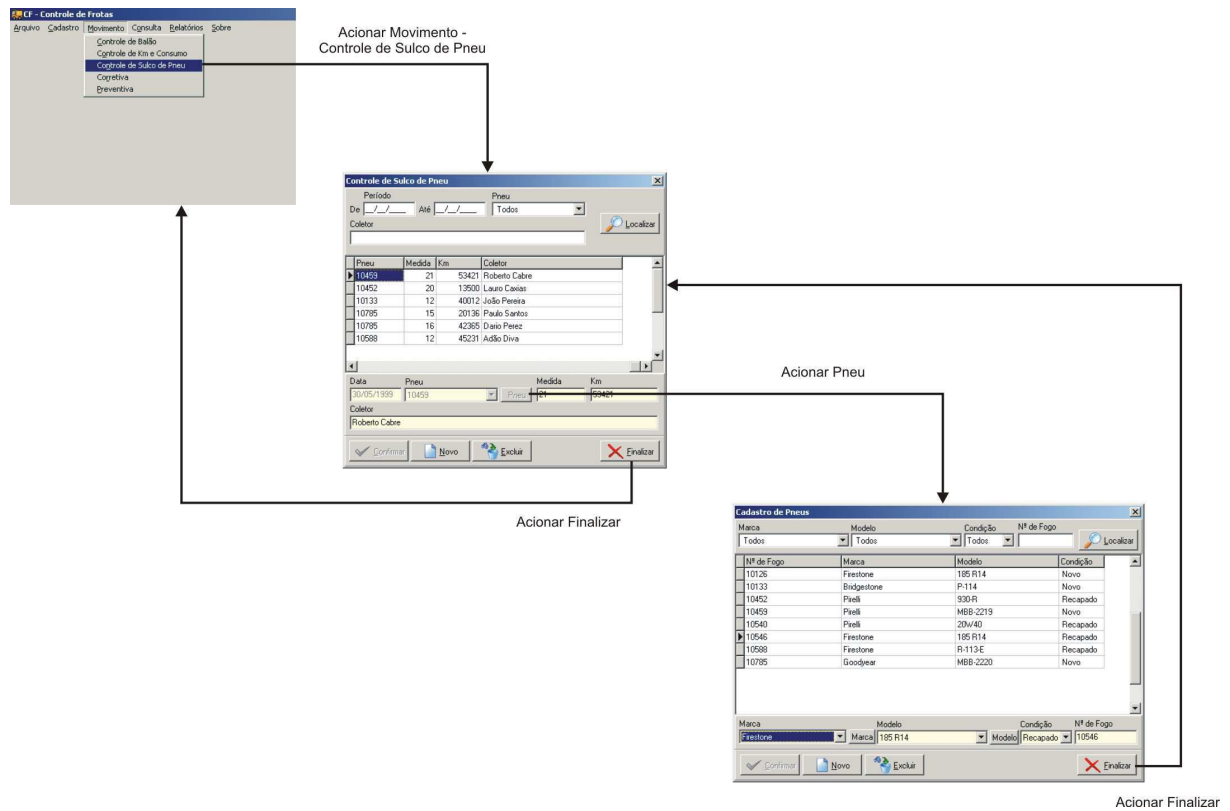 CF - Controle de Frotas
Arquivo Cadastro Movimento Consulta Relatórios Sobre
Controle de Balão
Controle de Km e Consumo
Controle de Sulco de Pneu
Corretiva
Preventiva
Acionar Movimento -
Controle de Sulco de Pneu
Controle de Sulco de Pneu
Período Pneu
De __/__/____ Até __/__/____ Todos
Localizar
Coletor
Pneu Medida Km Coletor
10459 21 53421 Roberto Cabre
10452 20 13500 Lauro Caxias
10133 12 40012 João Pereira
10785 15 20136 Paulo Santos
10785 16 42365 Dario Perez
10588 12 45231 Adão Diva
Data Pneu Medida Km
30/05/1999 10459 Pneu 21 53421
Coletor
Roberto Cabre
Confirmar Novo Excluir Finalizar
Acionar Pneu
Acionar Finalizar
Cadastro de Pneus
Marca Modelo Condição Nº de Fogo
Todos Todos Todos Localizar
Nº de Fogo Marca Modelo Condição
10126 Firestone 185 R14 Novo
10133 Bridgestone P-114 Novo
10452 Pirelli 930-R Recapado
10459 Pirelli MBB-2219 Novo
10540 Pirelli 20W40 Recapado
10546 Firestone 185 R14 Recapado
10588 Firestone R-113-E Recapado
10785 Goodyear MBB-2220 Novo
Marca Modelo Condição Nº de Fogo
Firestone Marca 185 R14 Modelo Recapado 10546
Confirmar Novo Excluir Finalizar
Acionar Finalizar